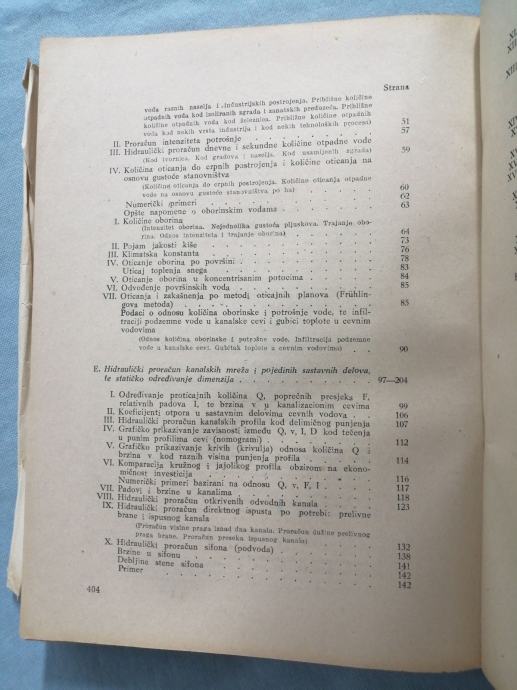 Strana
voda raznih naselja i industrijskih postrojenja. Približne količine
otpadnih voda kod izoliranih zgrada i zanatskih preduzeća. Približne
količine otpadnih voda kod železnica. Približne količine otpadnih
voda kod nekih vrsta industrija i kod nekih tehnoloških procesa) 51
II. Proračun intenziteta potrošnje 57
III. Hidraulički proračun dnevne i sekundne količine otpadne vode 59
(Kod tvornica. Kod gradova i naselja. Kod usamljenih zgrada)
IV. Količina oticanja do crpnih postrojenja i količine oticanja na
osnovu gustoće stanovništva
(Količine oticanja do crpnih postrojenja. Količine oticanja otpadne
vode na osnovu gustoće stanovništva po ha) 60
Numerički primeri 62
Opšte napomene o oborinskim vodama 63
I. Količine oborina
(Intenzitet oborina. Nejednolika gustoća pljuskova. Trajanje obo-
rina. Odnos intenziteta i trajanje oborina) 64
II. Pojam jakosti kiše 73
III. Klimatska konstanta 76
IV. Oticanje oborina po površini 78
Uticaj topljenja snega 83
V. Oticanje oborina u koncentrisanim potocima 84
VI. Odvođenje površinskih voda 85
VII. Oticanja i zakašnjenja po metodi oticajnih planova (Frühlin-
gova metoda) 85
Podaci o odnosu količina oborinske i potrošne vode, te infil-
traciji podzemne vode u kanalske cevi i gubici toplote u cevnim
vodovima
(Odnos količina oborinske i potrošne vode. Infiltracija podzemne
vode u kanalske cevi. Gubitak toplote u cevnim vodovima) 90
E. Hidraulički proračun kanalskih mreža i pojedinih sastavnih delova,
te statičko određivanje dimenzija 97—204
I. Određivanje proticajnih količina Q, poprečnih presjeka F,
relativnih padova I, te brzina v u kanalizacionim cevima 99
II. Koeficijenti otpora u sastavnim delovima cevnih vodova 106
III. Hidraulički proračun kanalskih profila kod delimičnog punjenja 107
IV. Grafičko prikazivanje zavisnosti između Q, v, I, D kod tečenja
u punim profilima cevi (nomogrami) 112
V. Grafičko prikazivanje krivih (krivulja) odnosa količina Q i
brzina v kod raznih visina punjenja profila 114
VI. Komparacija kružnog i jajolikog profila obzirom na ekono-
mičnost investicija 116
Numerički primeri bazirani na odnosu Q, v, F, I 117
VII. Padovi i brzine u kanalima 118
VIII. Hidraulički proračun otkrivenih odvodnih kanala 123
IX. Hidraulički proračun direktnog ispusta po potrebi: prelivne
brane i ispusnog kanala
(Proračun visine praga iznad dna kanala. Proračun dužine prelivnog
praga brane. Proračun preseka ispusnog kanala) 132
X. Hidraulički proračun sifona (podvoda) 138
Brzine u sifonu 141
Debljine stene sifona 142
Primer 142
404